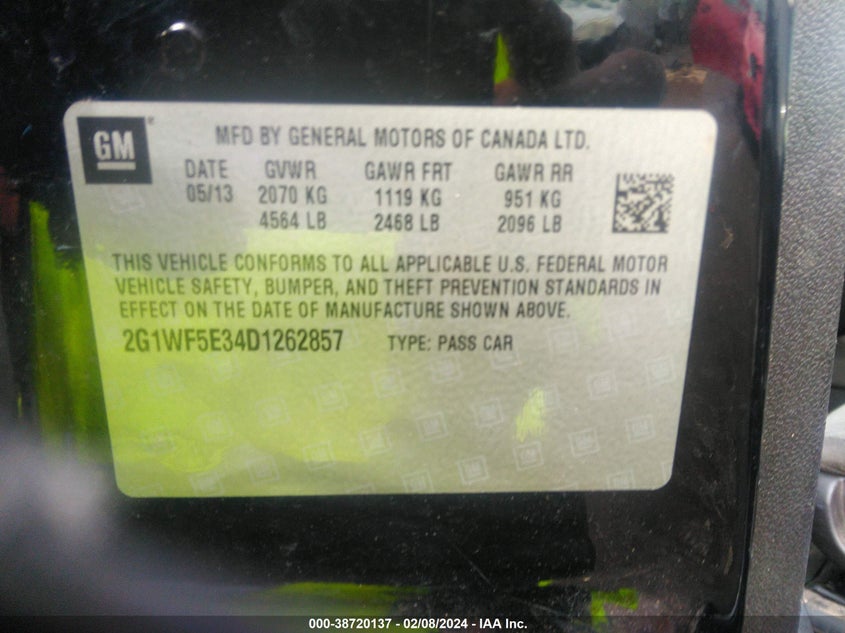 GM
MFD BY GENERAL MOTORS OF CANADA LTD.
DATE GVWR GAWR FRT GAWR RR
05/13 2070 KG 1119 KG 951 KG
4564 LB 2468 LB 2096 LB
THIS VEHICLE CONFORMS TO ALL APPLICABLE U.S. FEDERAL MOTOR
VEHICLE SAFETY, BUMPER, AND THEFT PREVENTION STANDARDS IN
EFFECT ON THE DATE OF MANUFACTURE SHOWN ABOVE.
2G1WF5E34D1262857 TYPE: PASS CAR
000-38720137 - 02/08/2024 - IAA Inc.